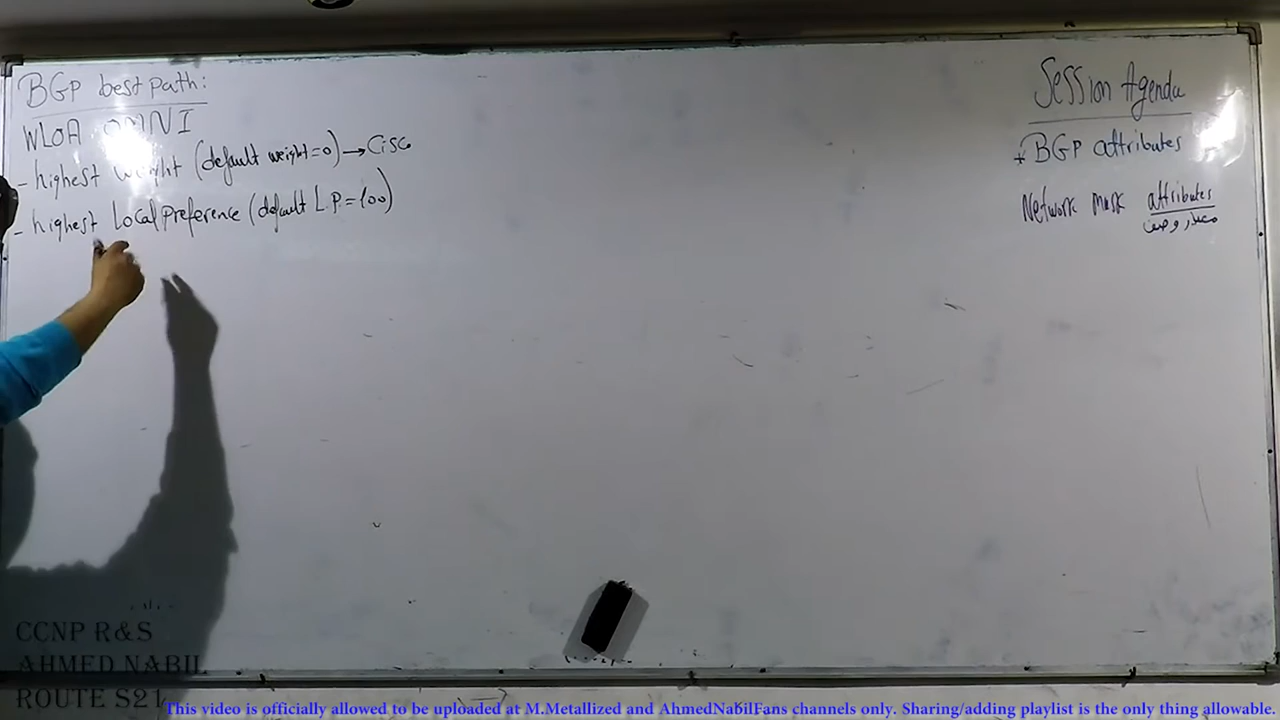 BGP best path:
WLOA OMNI
- highest weight (default weight=0) → Cisco
- highest Local preference (default L.P=100)
Session Agenda
* BGP attributes
Network Mask attributes
CCNP R&S
AHMED NABIL
ROUTE S21
This video is officially allowed to be uploaded at M.Metallized and AhmedNabilFans channels only. Sharing/adding playlist is the only thing allowable.